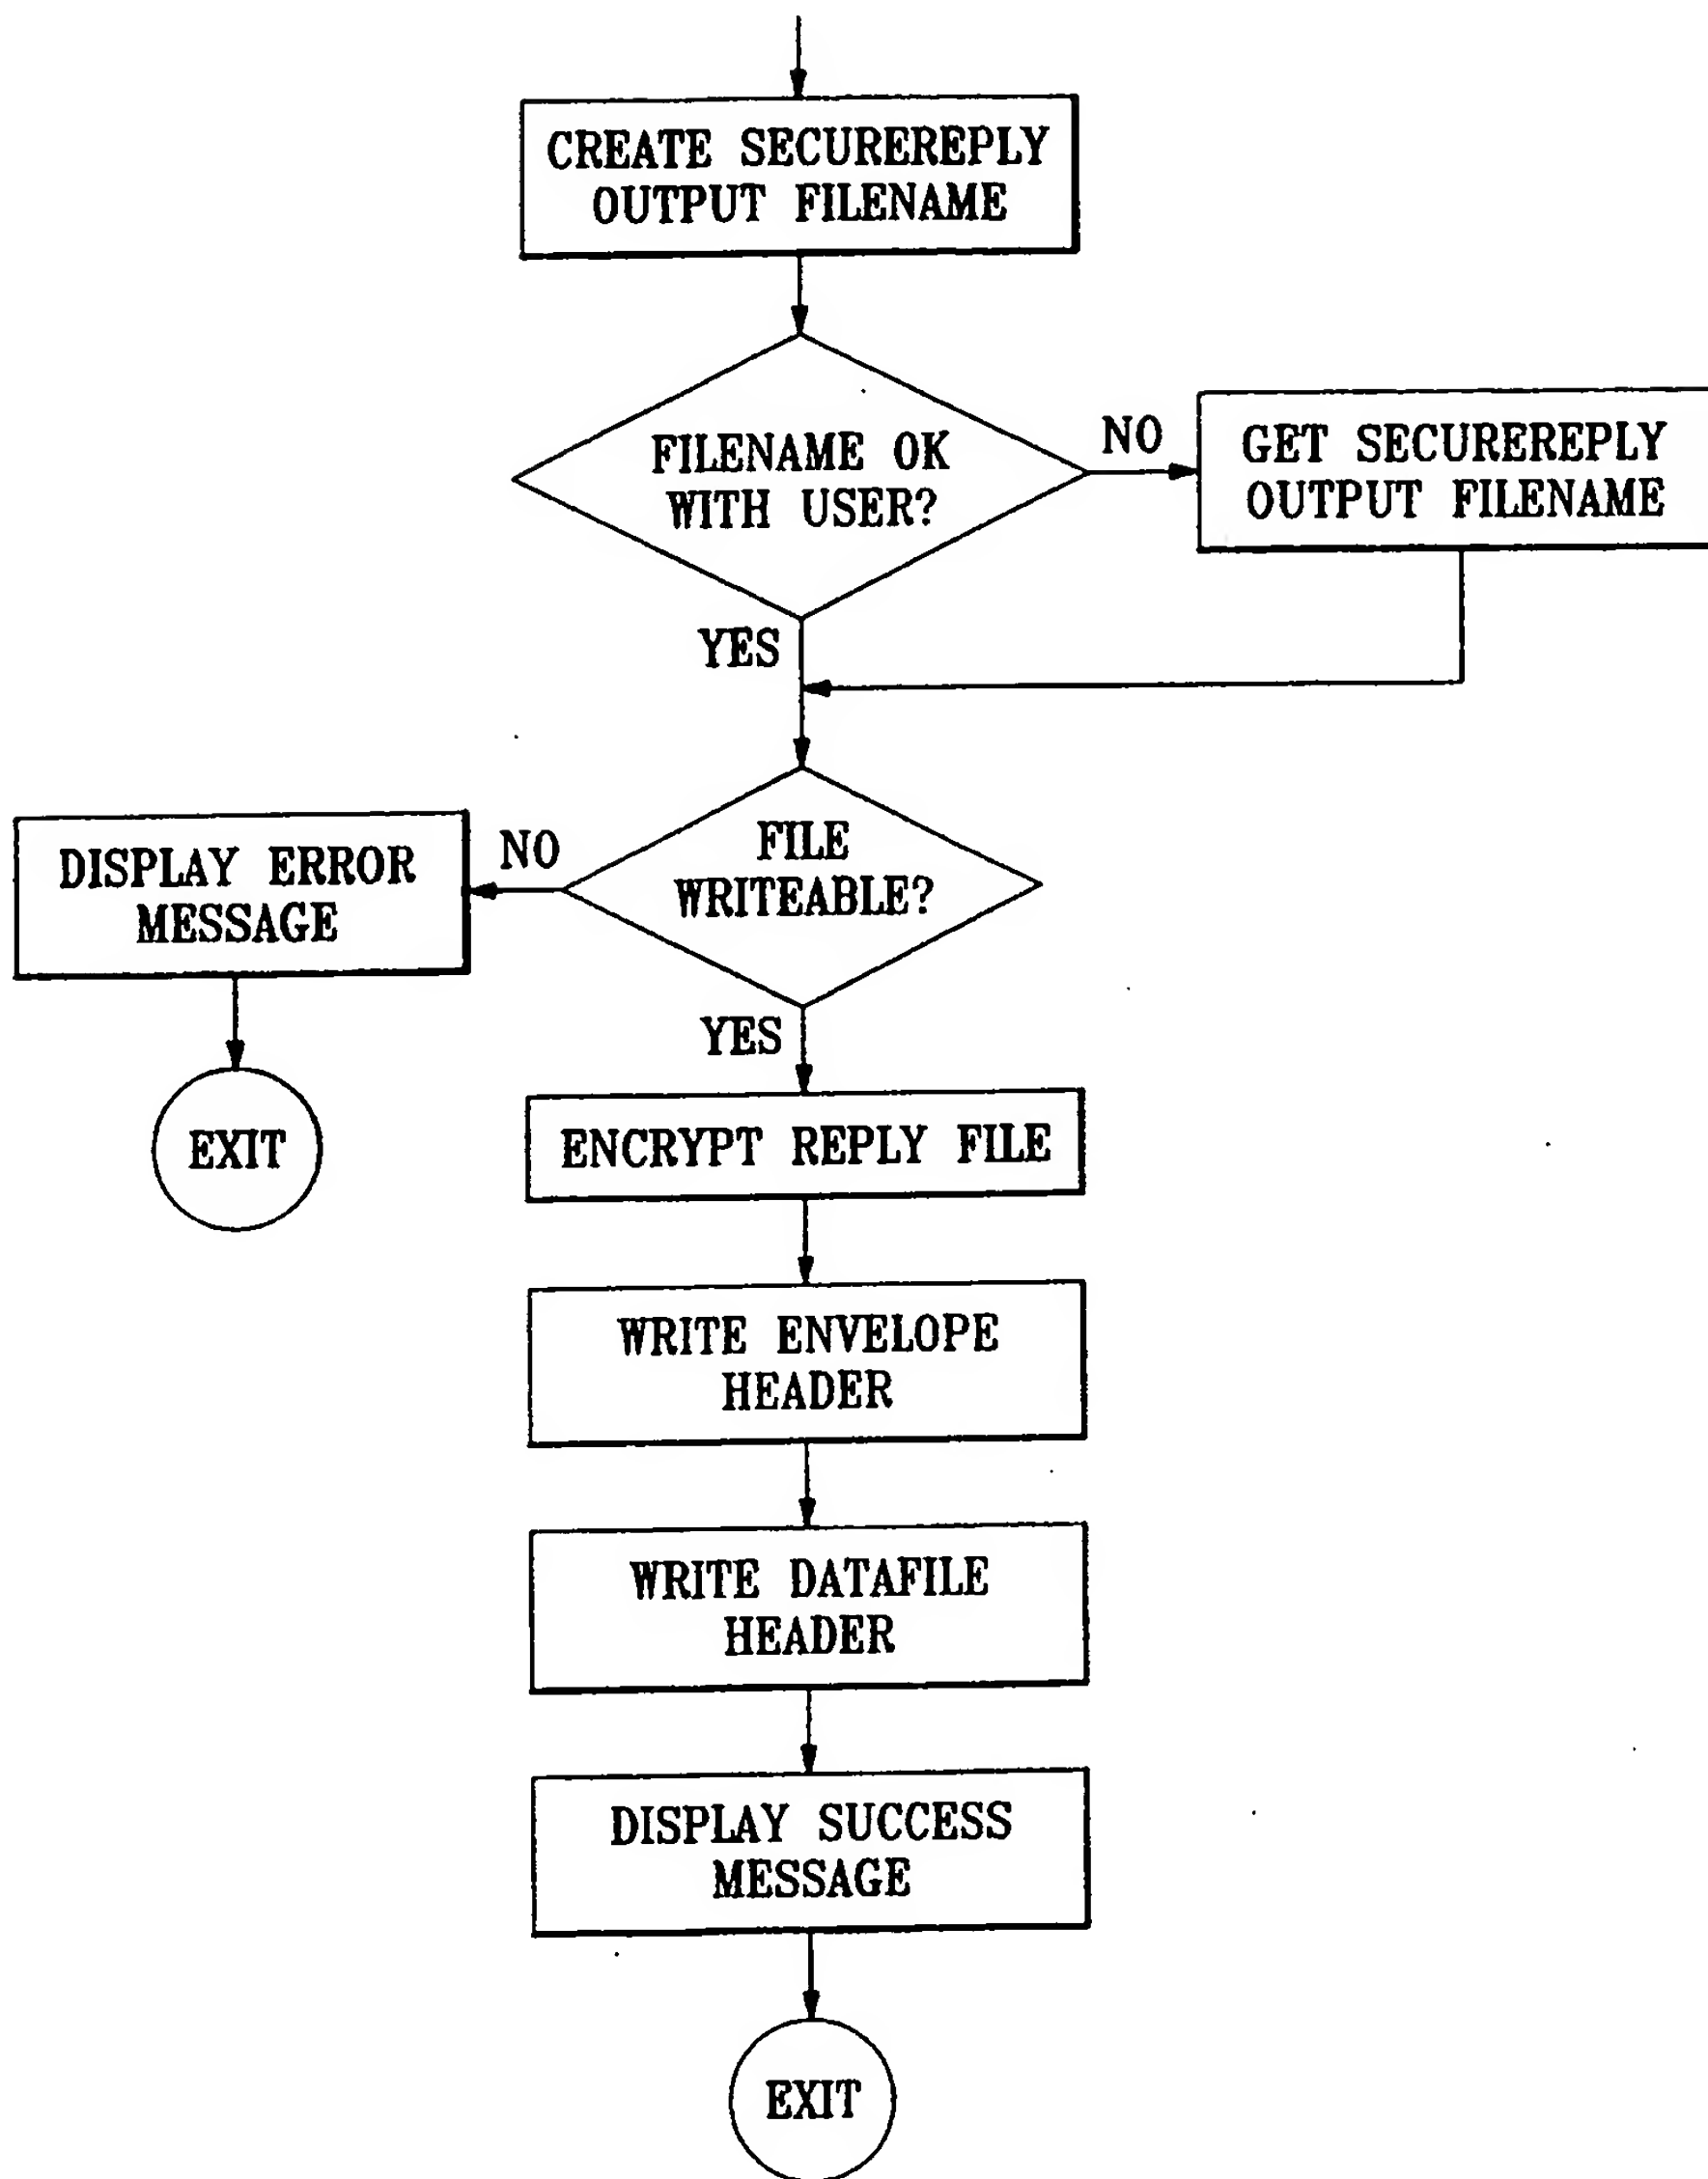 CREATE SECUREREPLY
OUTPUT FILENAME
FILENAME OK
WITH USER?
NO
GET SECUREREPLY
OUTPUT FILENAME
YES
FILE
WRITEABLE?
NO
DISPLAY ERROR
MESSAGE
EXIT
YES
ENCRYPT REPLY FILE
WRITE ENVELOPE
HEADER
WRITE DATAFILE
HEADER
DISPLAY SUCCESS
MESSAGE
EXIT